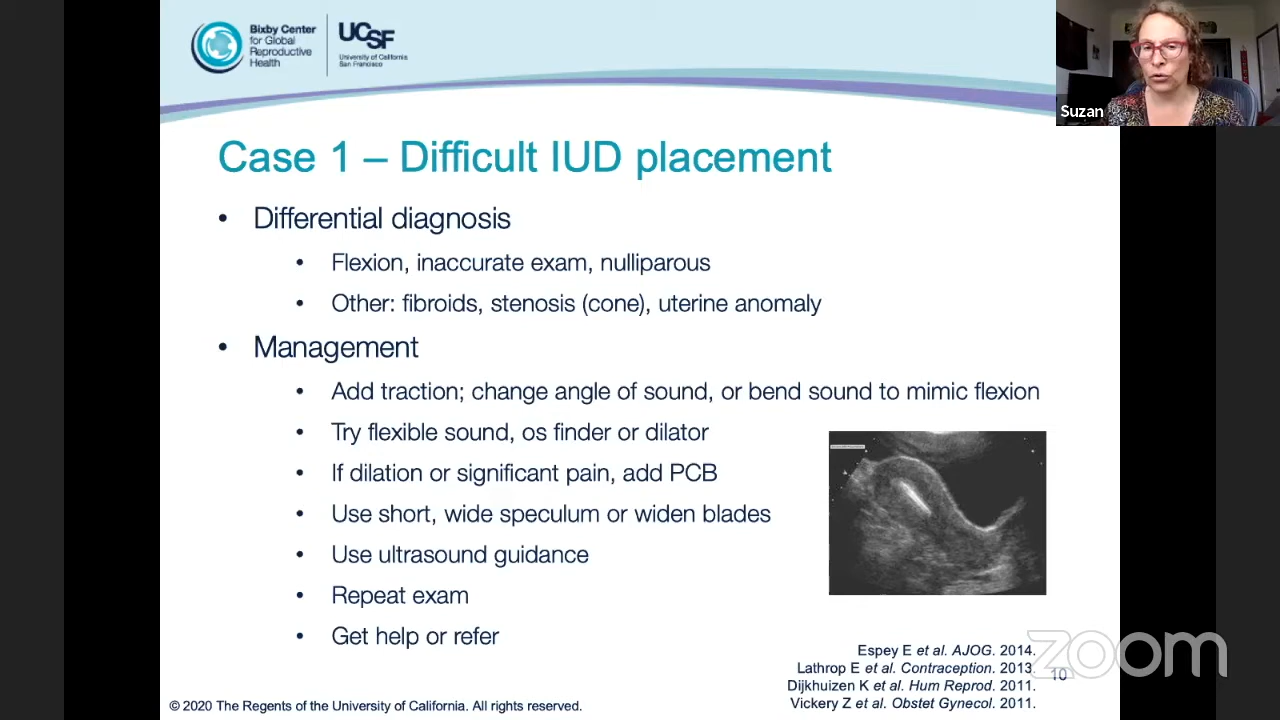 Bixby Center
for Global
Reproductive
Health
UCSF
University of California
San Francisco
Suzan
Case 1 – Difficult IUD placement
• Differential diagnosis
• Flexion, inaccurate exam, nulliparous
• Other: fibroids, stenosis (cone), uterine anomaly
• Management
• Add traction; change angle of sound, or bend sound to mimic flexion
• Try flexible sound, os finder or dilator
• If dilation or significant pain, add PCB
• Use short, wide speculum or widen blades
• Use ultrasound guidance
• Repeat exam
• Get help or refer
Espey E et al. AJOG. 2014.
Lathrop E et al. Contraception. 2013.
Dijkhuizen K et al. Hum Reprod. 2011.
Vickery Z et al. Obstet Gynecol. 2011.
10
zoom
© 2020 The Regents of the University of California. All rights reserved.